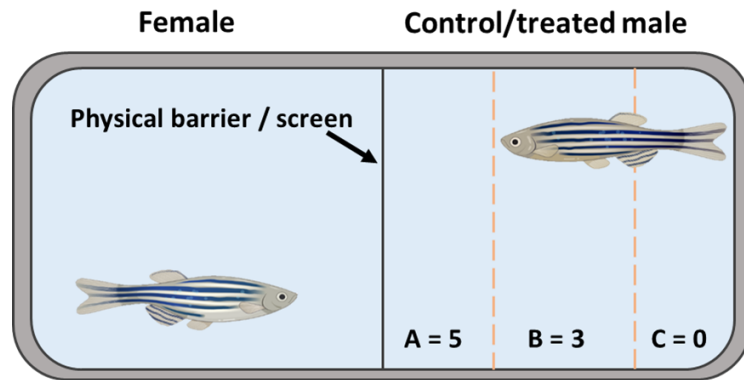 Female
Control/treated male
Physical barrier / screen
A = 5
B = 3
C = 0